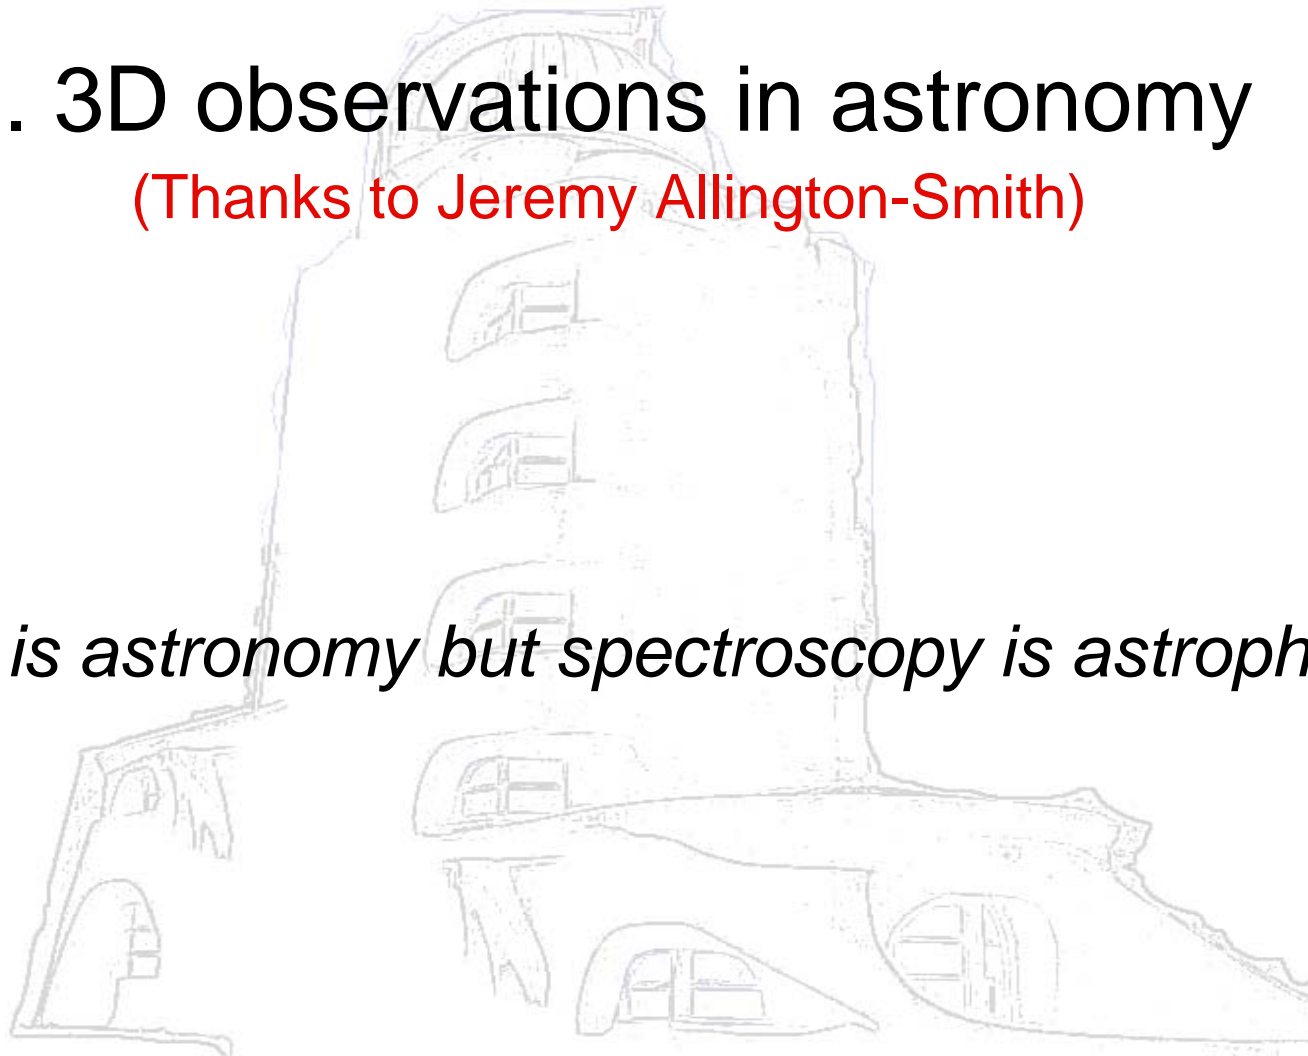 . 3D observations in astronomy
(Thanks to Jeremy Allington-Smith)
is astronomy but spectroscopy is astroph